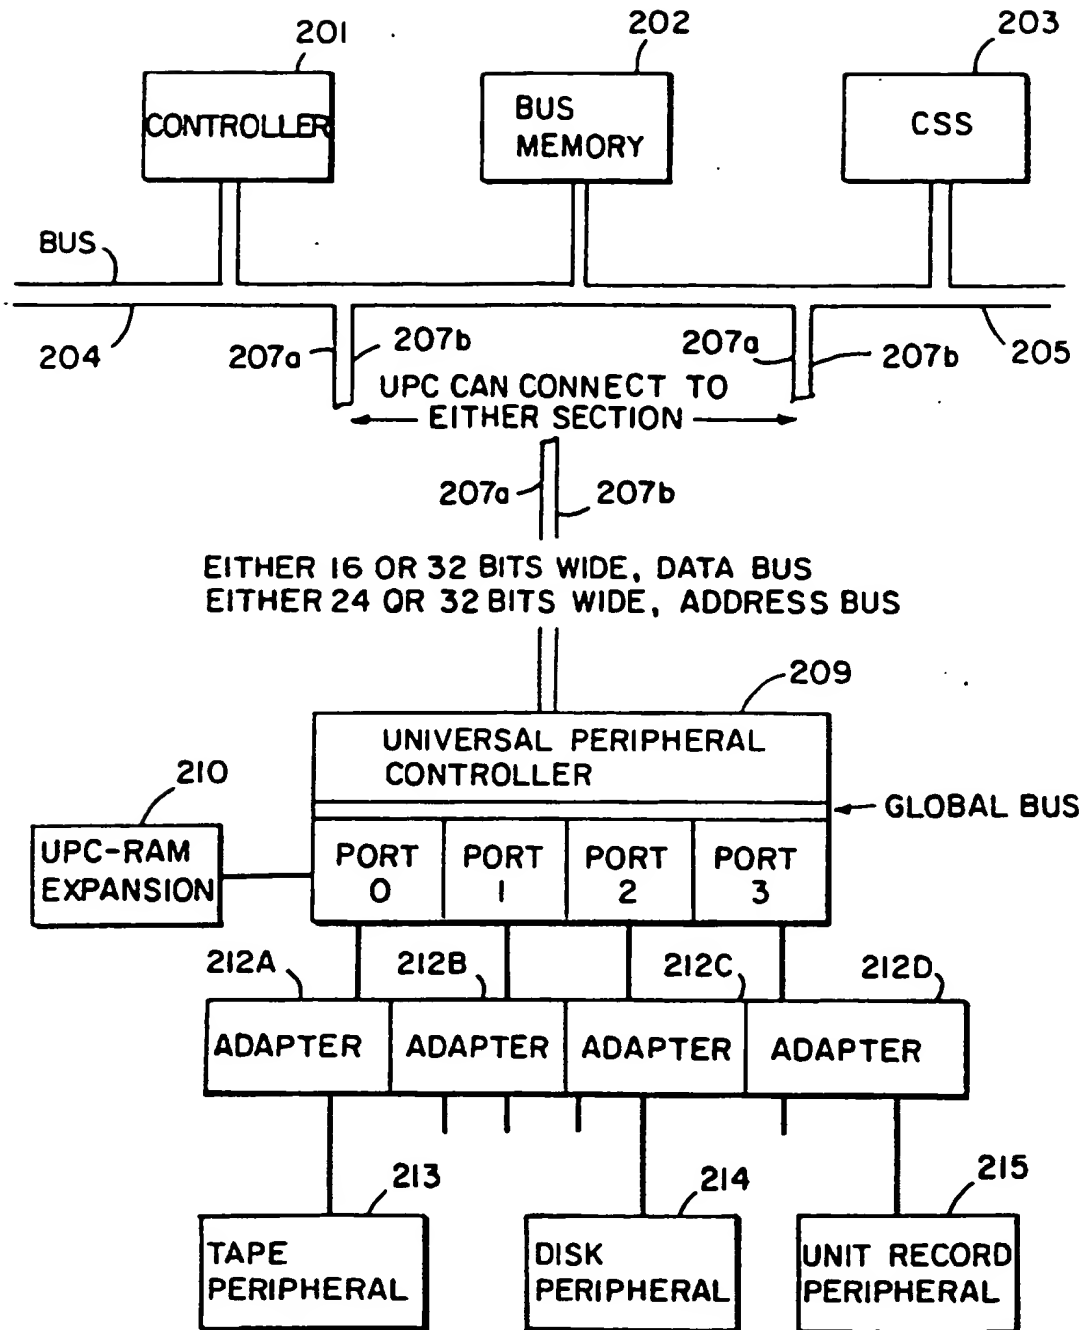 201
202
203
CONTROLLER
BUS
MEMORY
CSS
BUS
204
207a
207b
207a
207b
205
UPC CAN CONNECT TO
EITHER SECTION
207a
207b
EITHER 16 OR 32 BITS WIDE, DATA BUS
EITHER 24 OR 32 BITS WIDE, ADDRESS BUS
209
UNIVERSAL PERIPHERAL
CONTROLLER
210
GLOBAL BUS
UPC-RAM
EXPANSION
PORT
0
PORT
1
PORT
2
PORT
3
212A
212B
212C
212D
ADAPTER
ADAPTER
ADAPTER
ADAPTER
213
214
215
TAPE
PERIPHERAL
DISK
PERIPHERAL
UNIT RECORD
PERIPHERAL